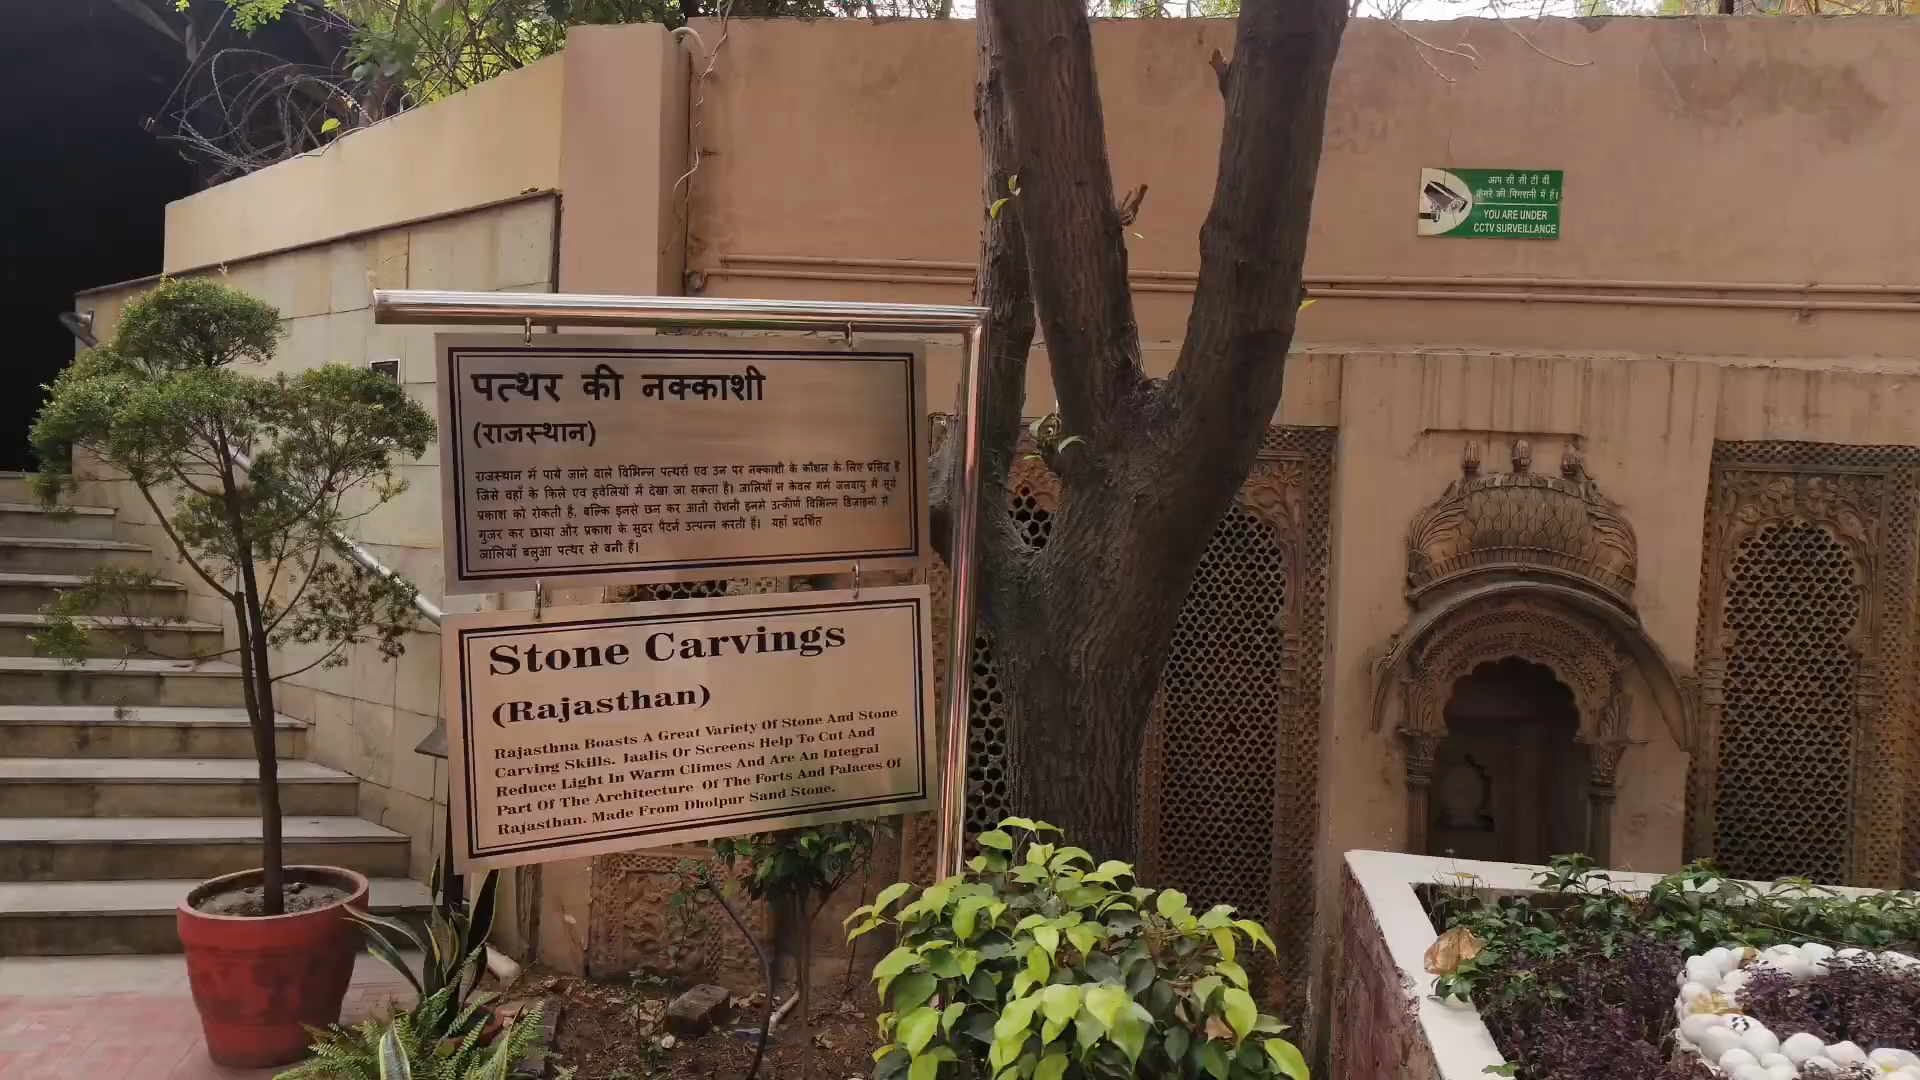 पत्थर की नक्काशी
(राजस्थान)
राजस्थान में पाये जाने वाले विभिन्न पत्थरों एव उन पर नक्काशी के कौशल के लिए प्रसिद्ध है
जिसे वहाँ के किले एव हवेलियों में देखा जा सकता है। जालियाँ न केवल गर्म जलवायु में सूर्य
प्रकाश को रोकती है, बल्कि इनसे छन कर आती रोशनी इनमे उत्कीर्ण विभिन्न डिजाइनो से
गुजर कर छाया और प्रकाश के सुदर पैटर्न उत्पन्न करती हैं। यहाँ प्रदर्शित
जालियाँ बलुआ पत्थर से बनी हैं।
Stone Carvings
(Rajasthan)
Rajasthna Boasts A Great Variety Of Stone And Stone
Carving Skills. Jaalis Or Screens Help To Cut And
Reduce Light In Warm Climes And Are An Integral
Part Of The Architecture Of The Forts And Palaces Of
Rajasthan. Made From Dholpur Sand Stone.
आप सी सी टी वी
कैमरे की निगरानी में हैं।
YOU ARE UNDER
CCTV SURVEILLANCE